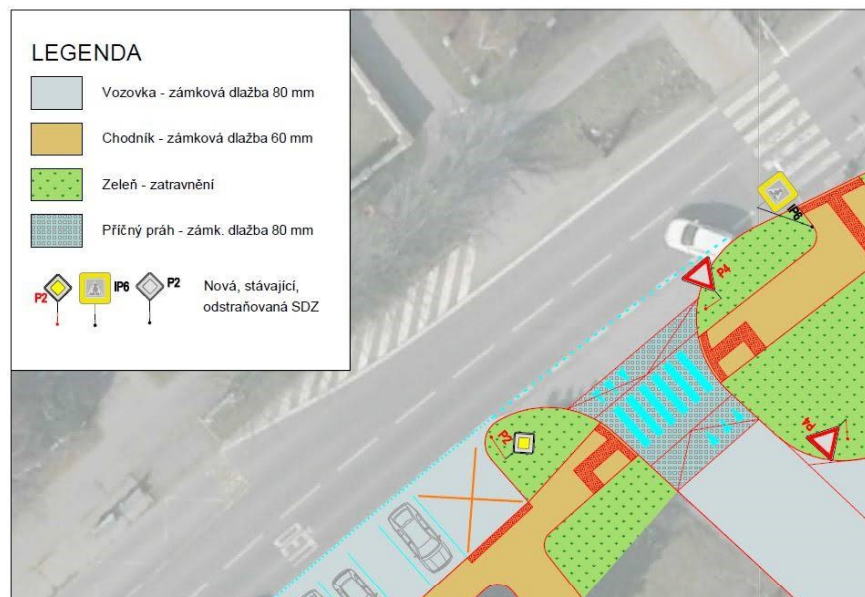 LEGENDA
Vozovka - zámková dlažba 80 mm
Chodník - zámková dlažba 60 mm
Zeleň - zatravnění
Příčný práh - zámk. dlažba 80 mm
P2
IP6
P2
Nová, stávající,
odstraňovaná SDZ
IP6
P4
P4
P2